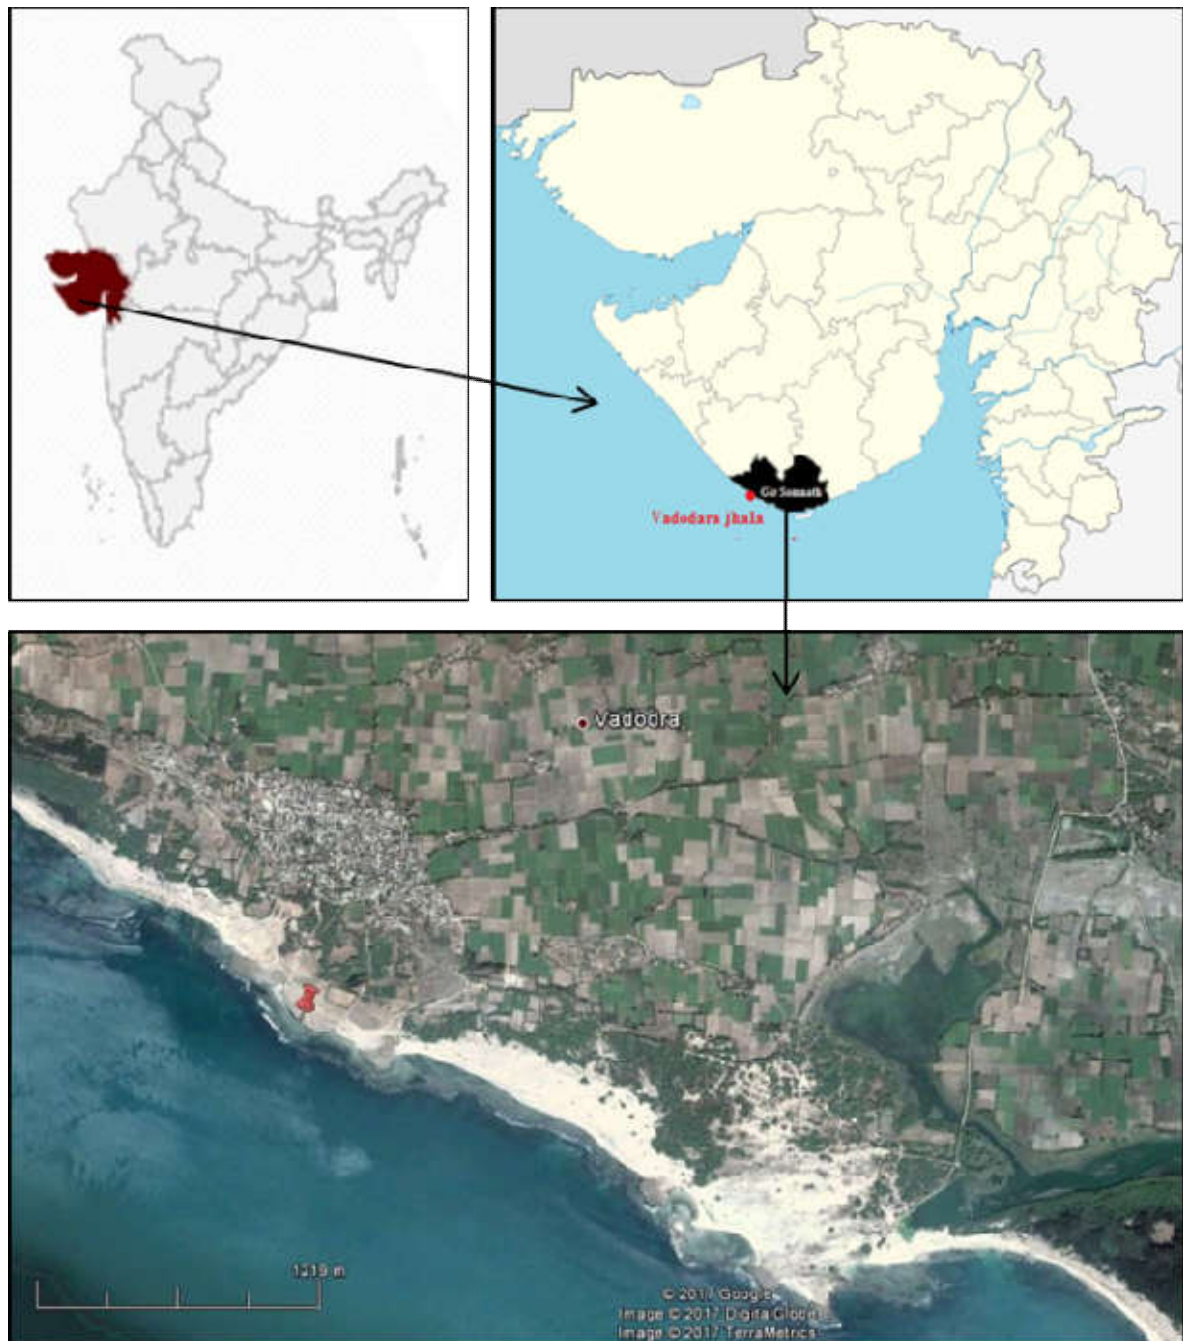 Gir Somnath
Vadodara jhala
Vadodra
1219 m
© 2017 Google
Image © 2017 DigitalGlobe
Image © 2017 TerraMetrics